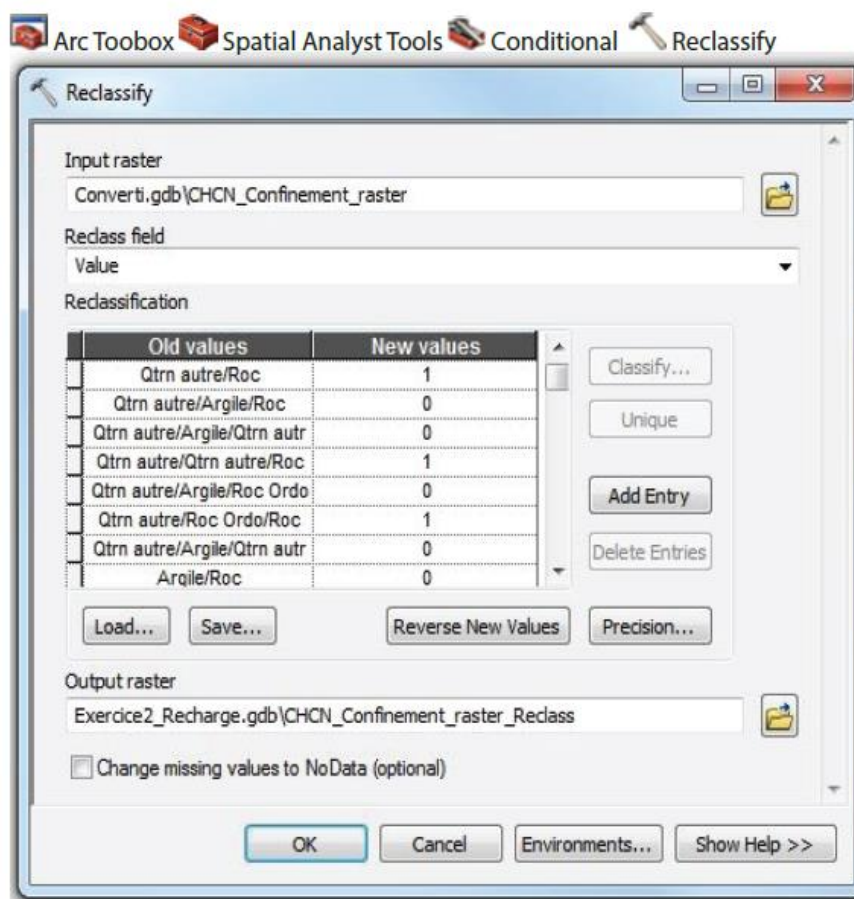 Arc Toobox Spatial Analyst Tools Conditional Reclassify
Reclassify
Input raster
Converti.gdb\CHCN_Confinement_raster
Reclass field
Value
Reclassification
Old values New values
Qtrn autre/Roc 1
Qtrn autre/Argile/Roc 0
Qtrn autre/Argile/Qtrn autr 0
Qtrn autre/Qtrn autre/Roc 1
Qtrn autre/Argile/Roc Ordo 0
Qtrn autre/Roc Ordo/Roc 1
Qtrn autre/Argile/Qtrn autr 0
Argile/Roc 0
Classify...
Unique
Add Entry
Delete Entries
Load... Save... Reverse New Values Precision...
Output raster
Exercice2_Recharge.gdb\CHCN_Confinement_raster_Reclass
Change missing values to NoData (optional)
OK Cancel Environments... Show Help >>